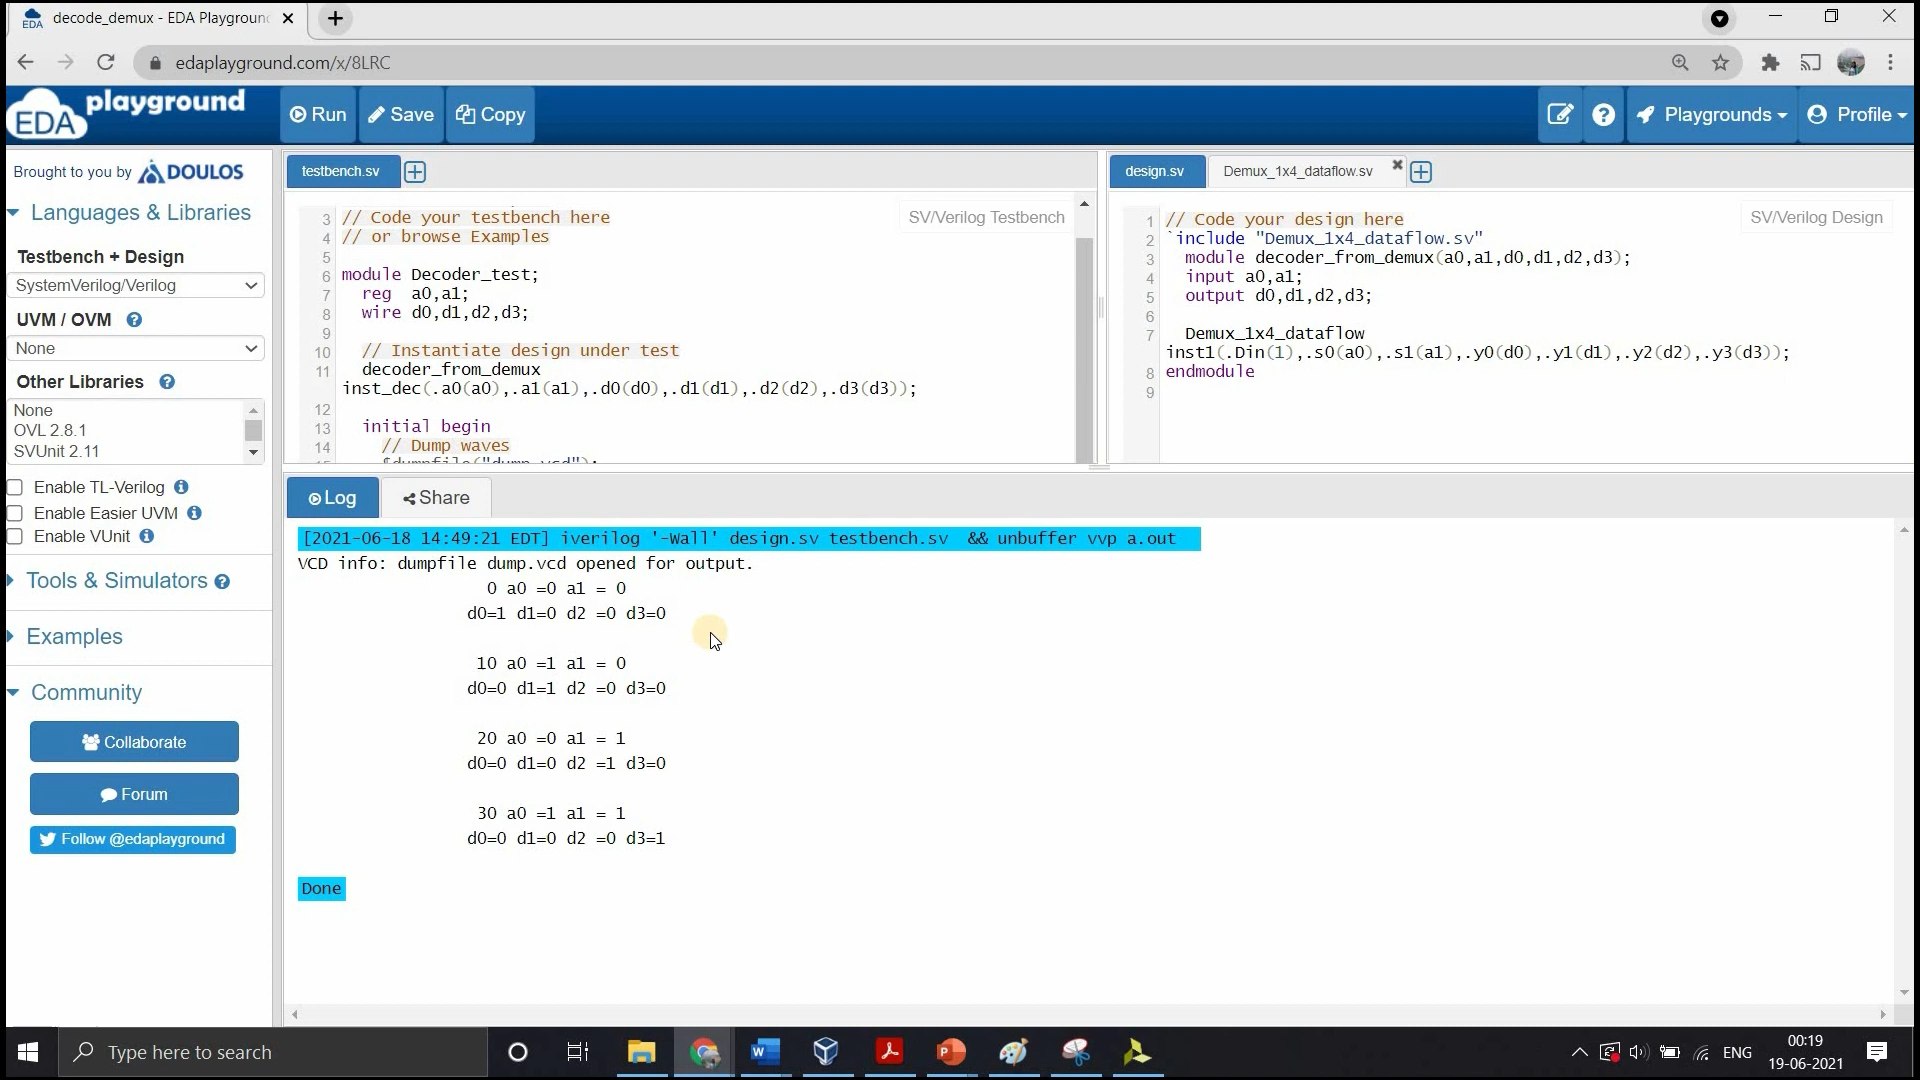 decode_demux - EDA Playground
edaplayground.com/x/8LRC
EDA playground
Run
Save
Copy
Playgrounds
Profile
Brought to you by DOULOS
Languages & Libraries
Testbench + Design
SystemVerilog/Verilog
UVM / OVM
None
Other Libraries
None
OVL 2.8.1
SVUnit 2.11
Enable TL-Verilog
Enable Easier UVM
Enable VUnit
Tools & Simulators
Examples
Community
Collaborate
Forum
Follow @edaplayground
testbench.sv
SV/Verilog Testbench
3 // Code your testbench here
4 // or browse Examples
5
6 module Decoder_test;
7 reg a0,a1;
8 wire d0,d1,d2,d3;
9
10 // Instantiate design under test
11 decoder_from_demux
inst_dec(.a0(a0),.a1(a1),.d0(d0),.d1(d1),.d2(d2),.d3(d3));
12
13 initial begin
14 // Dump waves
$dumpfile("dump.vcd");
design.sv
Demux_1x4_dataflow.sv
SV/Verilog Design
1 // Code your design here
2 `include "Demux_1x4_dataflow.sv"
3 module decoder_from_demux(a0,a1,d0,d1,d2,d3);
4 input a0,a1;
5 output d0,d1,d2,d3;
6
7 Demux_1x4_dataflow
inst1(.Din(1),.s0(a0),.s1(a1),.y0(d0),.y1(d1),.y2(d2),.y3(d3));
8 endmodule
9
Log
Share
[2021-06-18 14:49:21 EDT] iverilog '-Wall' design.sv testbench.sv && unbuffer vvp a.out
VCD info: dumpfile dump.vcd opened for output.
0 a0 =0 a1 = 0
d0=1 d1=0 d2 =0 d3=0
10 a0 =1 a1 = 0
d0=0 d1=1 d2 =0 d3=0
20 a0 =0 a1 = 1
d0=0 d1=0 d2 =1 d3=0
30 a0 =1 a1 = 1
d0=0 d1=0 d2 =0 d3=1
Done
Type here to search
ENG
00:19
19-06-2021